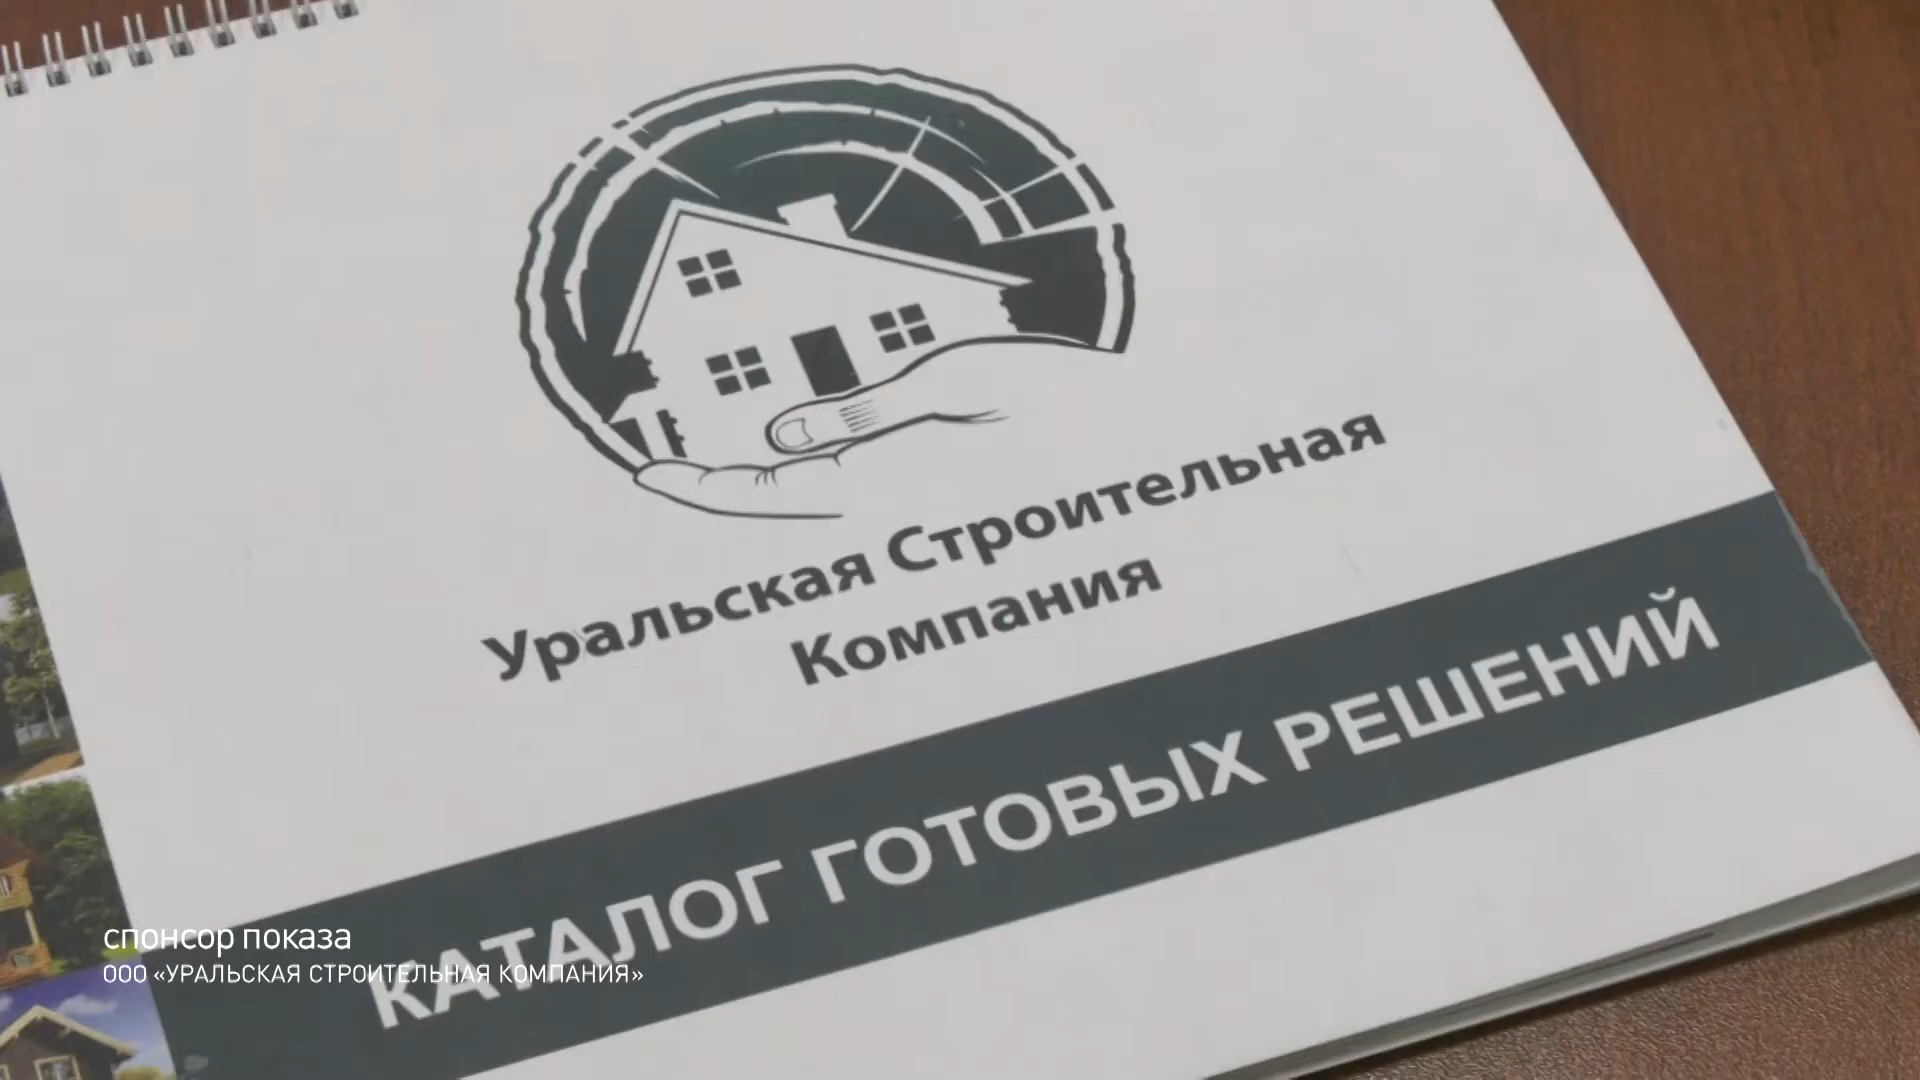 Уральская Строительная
Компания
КАТАЛОГ ГОТОВЫХ РЕШЕНИЙ
спонсор показа
ООО «УРАЛЬСКАЯ СТРОИТЕЛЬНАЯ КОМПАНИЯ»